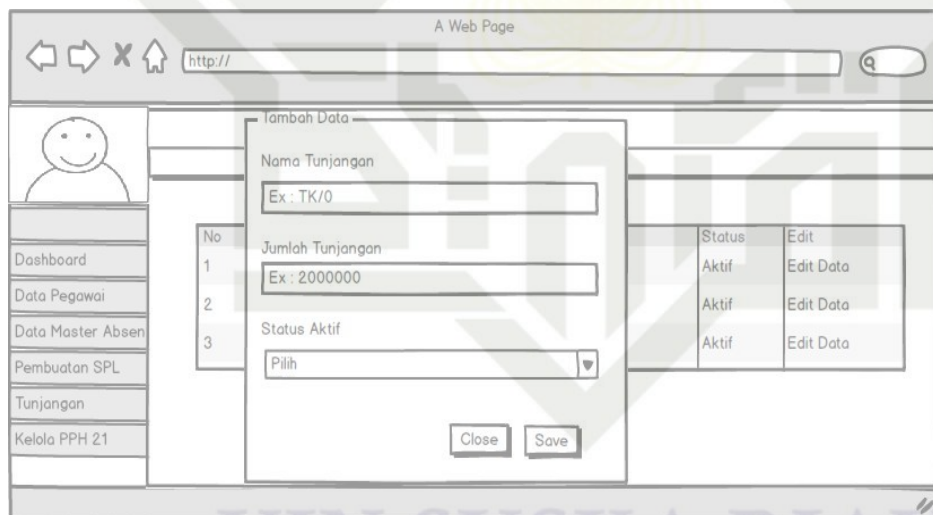 A Web Page
http://
Tambah Data
Nama Tunjangan
Ex : TK/0
Jumlah Tunjangan
Ex : 2000000
Status Aktif
Pilih
Close Save
Dashboard
Data Pegawai
Data Master Absen
Pembuatan SPL
Tunjangan
Kelola PPH 21
No Status Edit
1 Aktif Edit Data
2 Aktif Edit Data
3 Aktif Edit Data